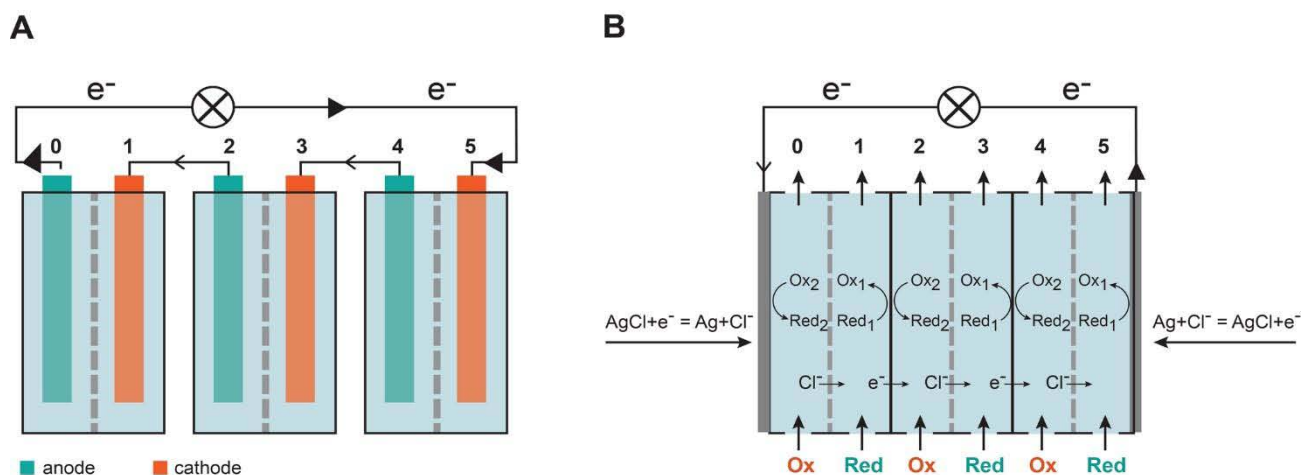 A
e⁻ e⁻
0 1 2 3 4 5
anode cathode
B
e⁻ e⁻
0 1 2 3 4 5
Ox₂ Ox₁ Ox₂ Ox₁ Ox₂ Ox₁
Red₂ Red₁ Red₂ Red₁ Red₂ Red₁
AgCl+e⁻ = Ag+Cl⁻
Ag+Cl⁻ = AgCl+e⁻
Cl⁻ e⁻ Cl⁻ e⁻ Cl⁻
Ox Red Ox Red Ox Red